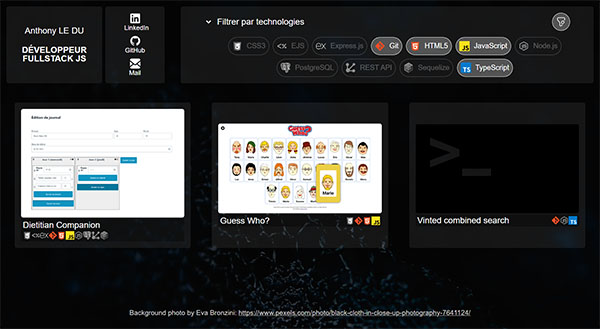 Anthony LE DU
DÉVELOPPEUR
FULLSTACK JS
LinkedIn
GitHub
Mail
Filtrer par technologies
CSS3
EJS
Express.js
Git
HTML5
JavaScript
Node.js
PostgreSQL
REST API
Sequelize
TypeScript
Édition du journal
Marie
>_
Dietitian Companion
Guess Who?
Vinted combined search
Background photo by Eva Bronzini: https://www.pexels.com/photo/black-cloth-in-close-up-photography-7641124/